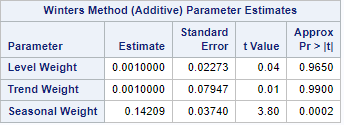 Winters Method (Additive) Parameter Estimates
Parameter Estimate Standard Error t Value Approx Pr > |t|
Level Weight 0.0010000 0.02273 0.04 0.9650
Trend Weight 0.0010000 0.07947 0.01 0.9900
Seasonal Weight 0.14209 0.03740 3.80 0.0002